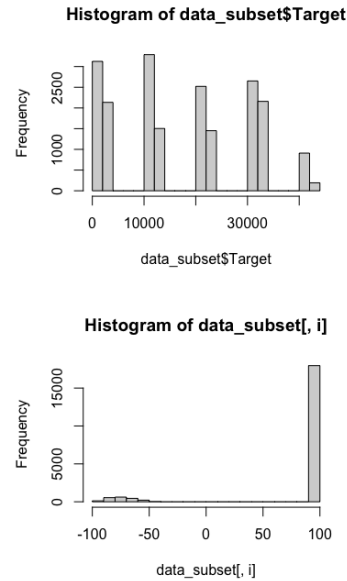 Histogram of data_subset$Target
Frequency
0 1000 2500
0 10000 30000
data_subset$Target
Histogram of data_subset[, i]
Frequency
0 5000 15000
-100 -50 0 50 100
data_subset[, i]